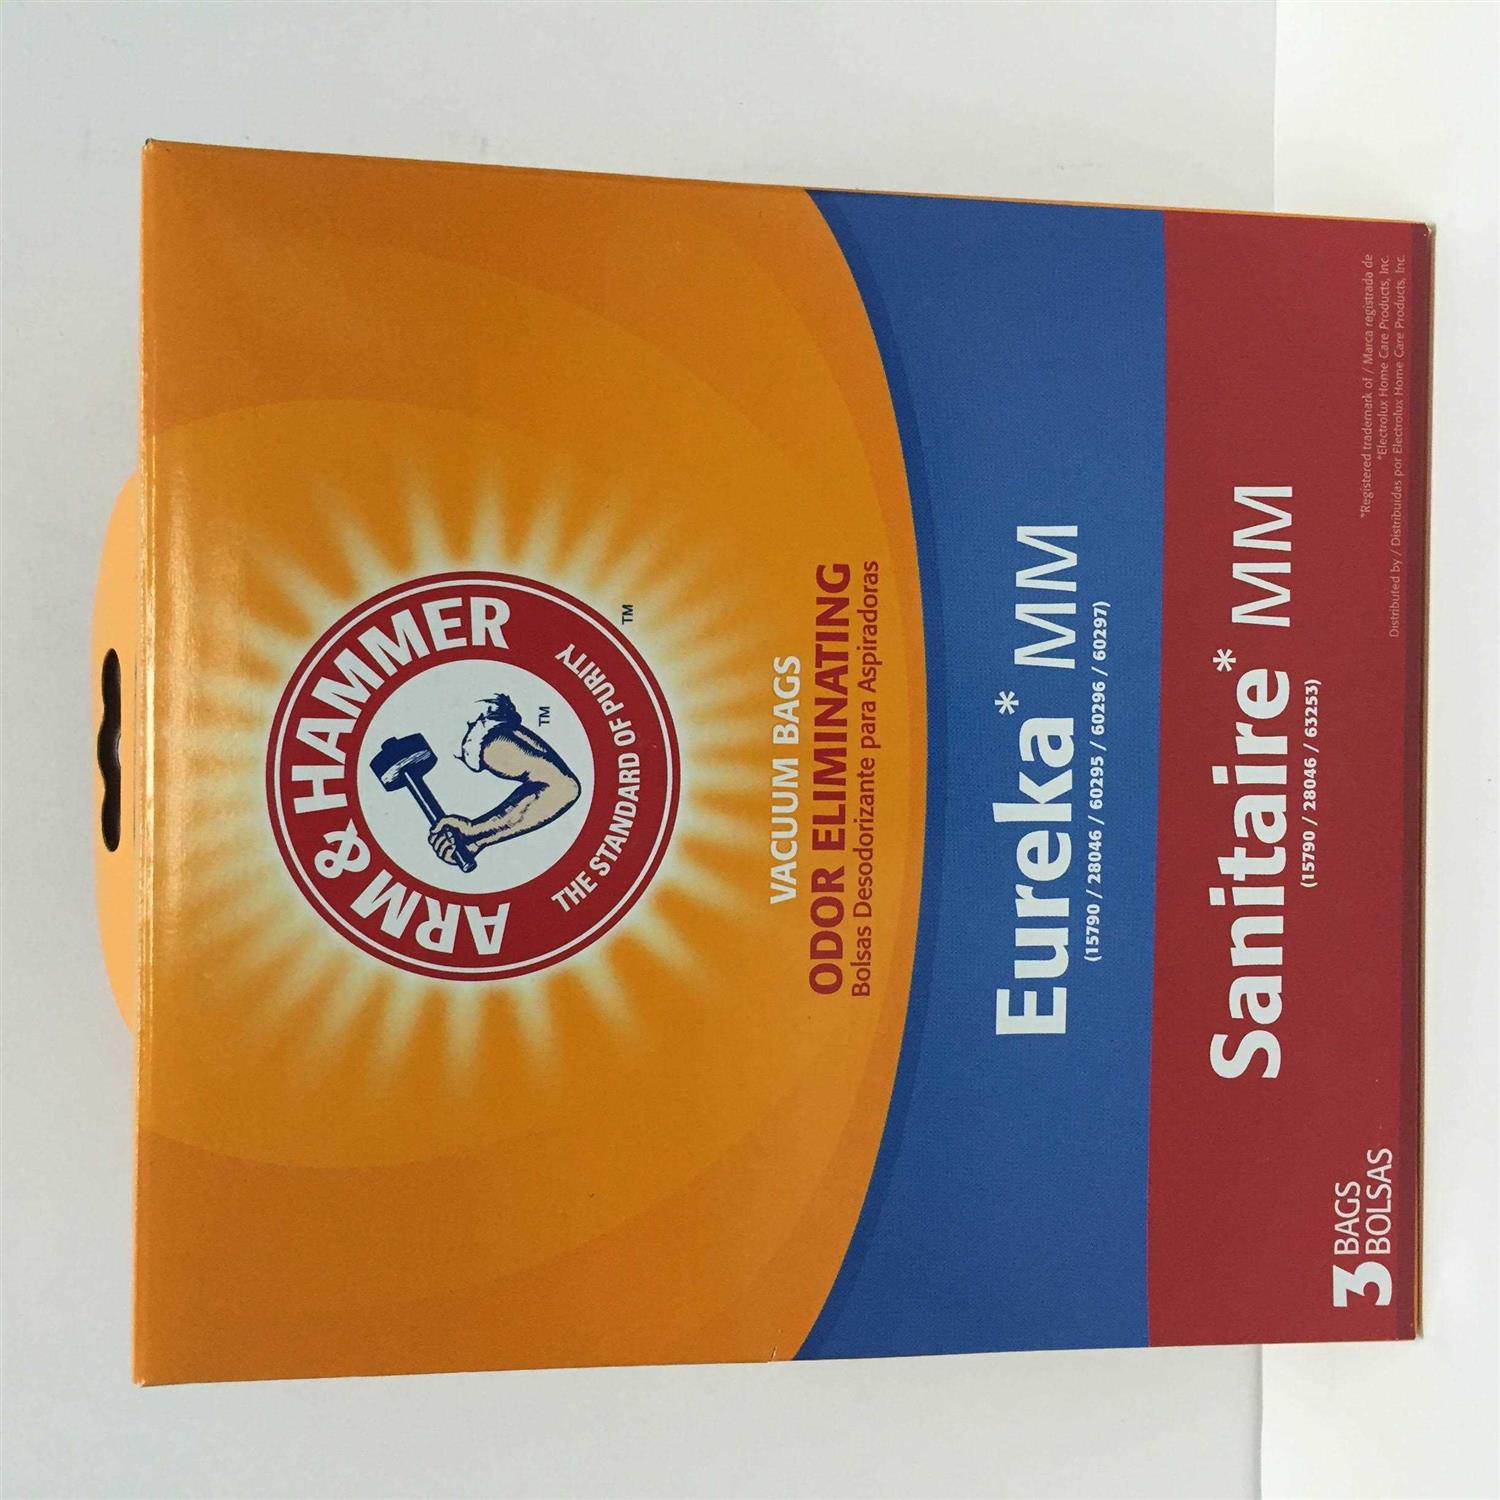 ARM & HAMMER
THE STANDARD OF PURITY
TM
TM
VACUUM BAGS
ODOR ELIMINATING
Bolsas Desodorizante para Aspiradoras
Eureka* MM
(15790 / 28046 / 60295 / 60296 / 60297)
Sanitaire* MM
(15790 / 28046 / 63253)
3 BAGS
BOLSAS
*Registered trademark of / Marca registrada de
*Electrolux Home Care Products, Inc.
Distributed by / Distribuidas por Electrolux Home Care Products, Inc.